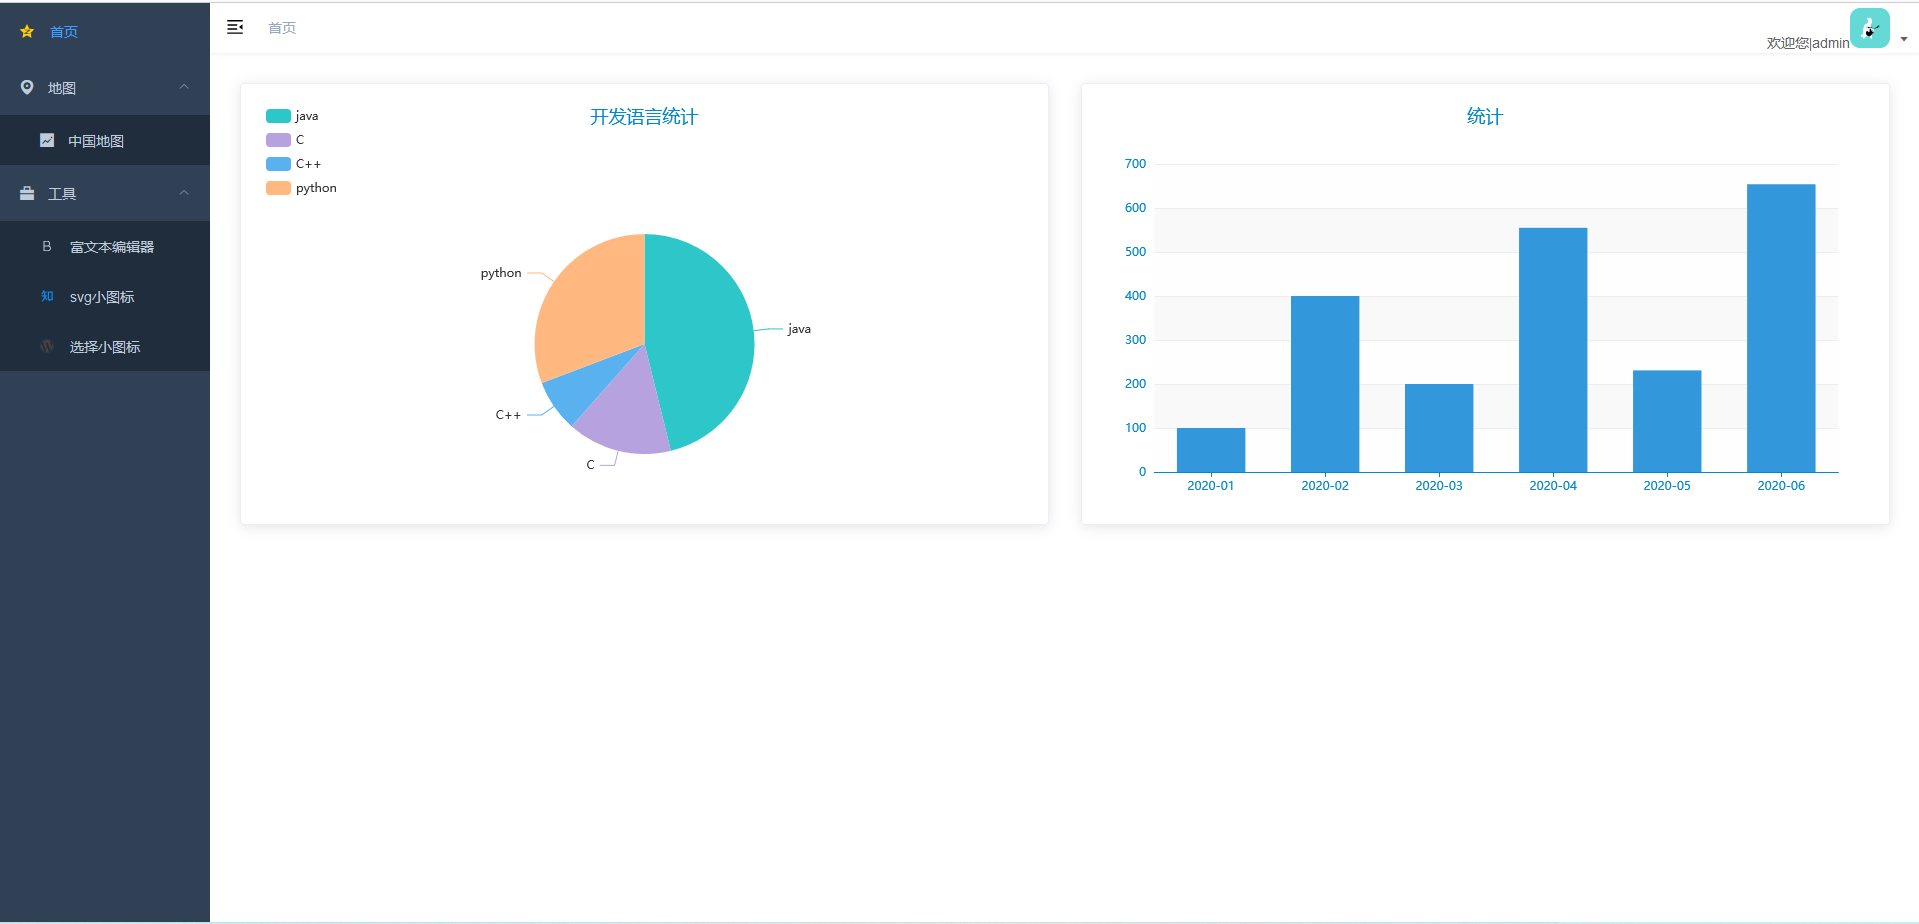 首页
地图
中国地图
工具
B 富文本编辑器
知 svg小图标
选择小图标
首页
欢迎您|admin
开发语言统计
java
C
C++
python
python
java
C++
C
统计
700
600
500
400
300
200
100
0
2020-01 2020-02 2020-03 2020-04 2020-05 2020-06